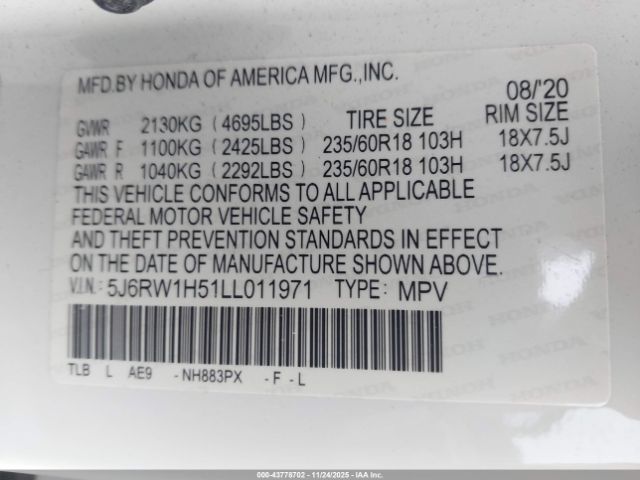 MFD.BY HONDA OF AMERICA MFG.,INC. 08/'20
GVWR 2130KG (4695LBS) TIRE SIZE RIM SIZE
GAWR F 1100KG (2425LBS) 235/60R18 103H 18X7.5J
GAWR R 1040KG (2292LBS) 235/60R18 103H 18X7.5J
THIS VEHICLE CONFORMS TO ALL APPLICABLE
FEDERAL MOTOR VEHICLE SAFETY
AND THEFT PREVENTION STANDARDS IN EFFECT
ON THE DATE OF MANUFACTURE SHOWN ABOVE.
V.I.N.: 5J6RW1H51LL011971 TYPE: MPV
TLB L AE9 -NH883PX -F-L
000-43778702 - 11/24/2025 - IAA, Inc.